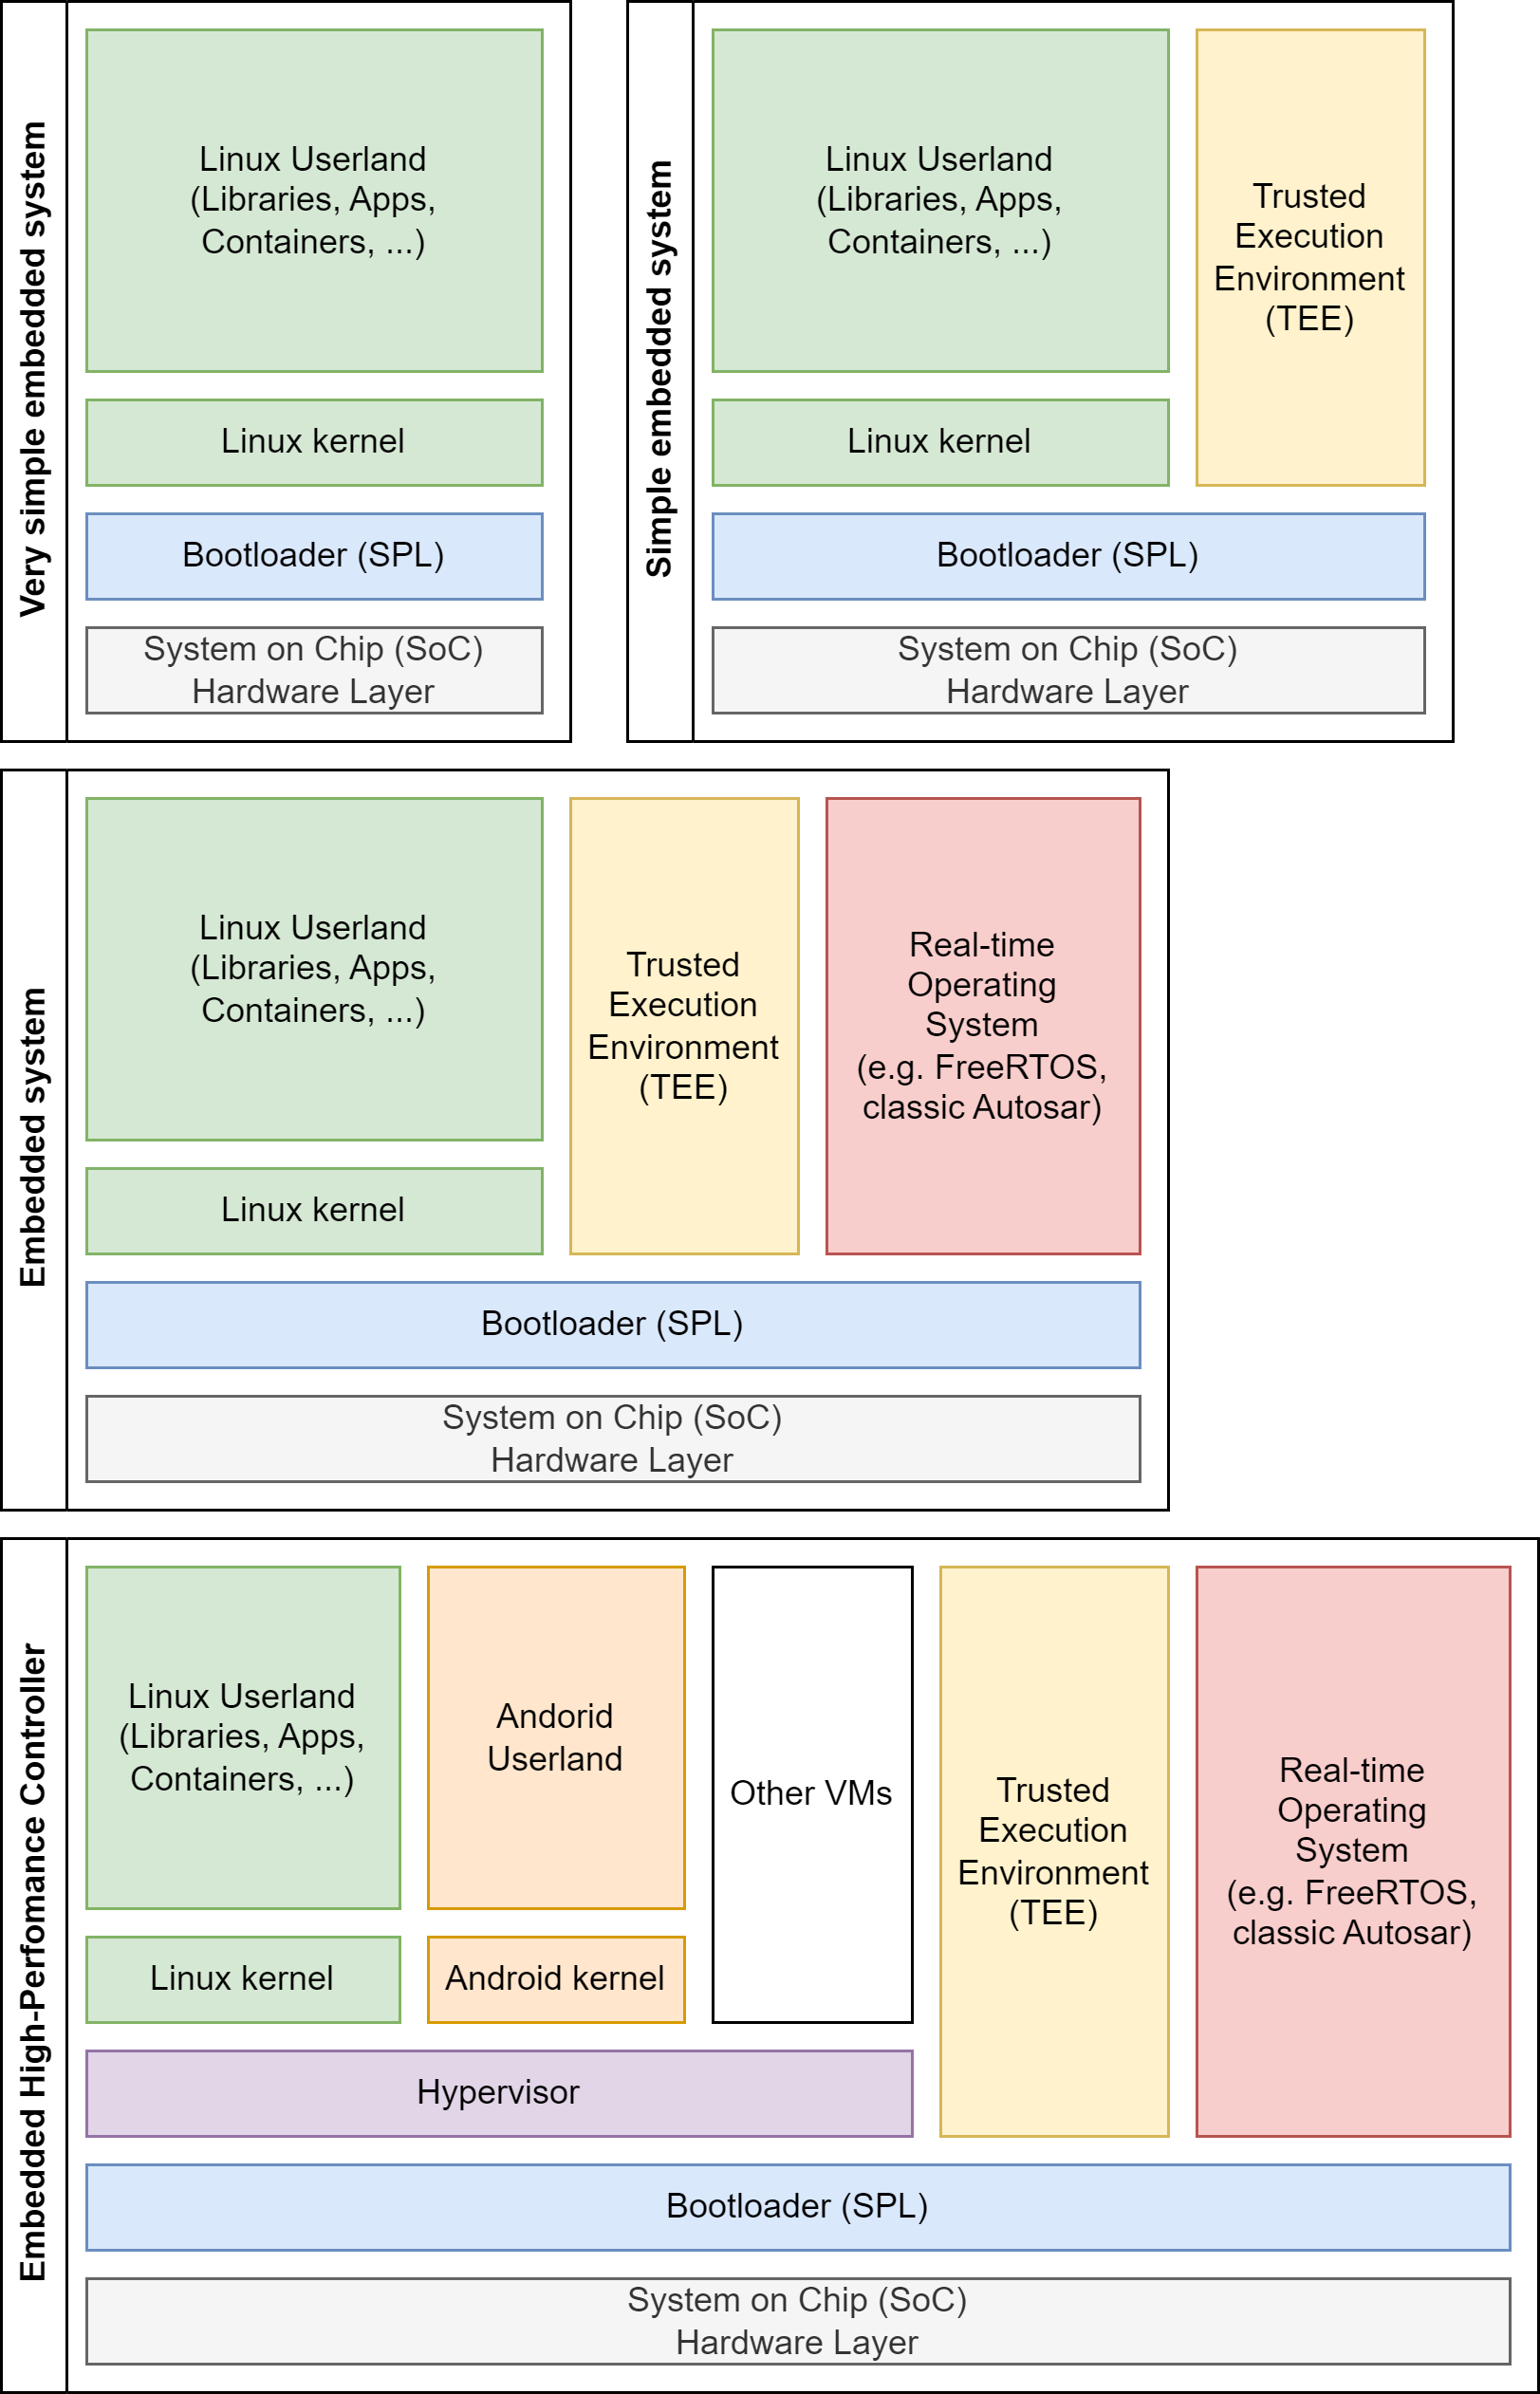 Very simple embedded system
Linux Userland
(Libraries, Apps,
Containers, ...)
Linux kernel
Bootloader (SPL)
System on Chip (SoC)
Hardware Layer
Simple embedded system
Linux Userland
(Libraries, Apps,
Containers, ...)
Trusted
Execution
Environment
(TEE)
Linux kernel
Bootloader (SPL)
System on Chip (SoC)
Hardware Layer
Embedded system
Linux Userland
(Libraries, Apps,
Containers, ...)
Trusted
Execution
Environment
(TEE)
Real-time
Operating
System
(e.g. FreeRTOS,
classic Autosar)
Linux kernel
Bootloader (SPL)
System on Chip (SoC)
Hardware Layer
Embedded High-Perfomance Controller
Linux Userland
(Libraries, Apps,
Containers, ...)
Andorid
Userland
Other VMs
Trusted
Execution
Environment
(TEE)
Real-time
Operating
System
(e.g. FreeRTOS,
classic Autosar)
Linux kernel
Android kernel
Hypervisor
Bootloader (SPL)
System on Chip (SoC)
Hardware Layer